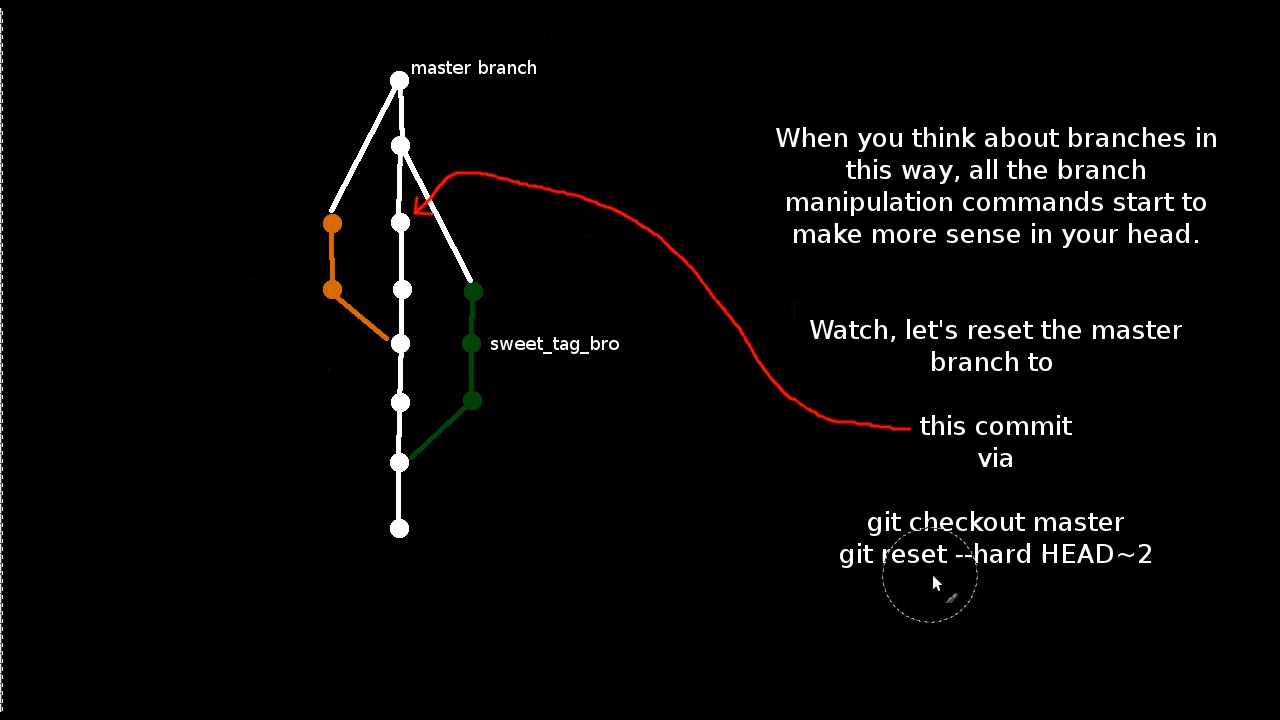 master branch
sweet_tag_bro
When you think about branches in
this way, all the branch
manipulation commands start to
make more sense in your head.
Watch, let's reset the master
branch to
this commit
via
git checkout master
git reset --hard HEAD~2